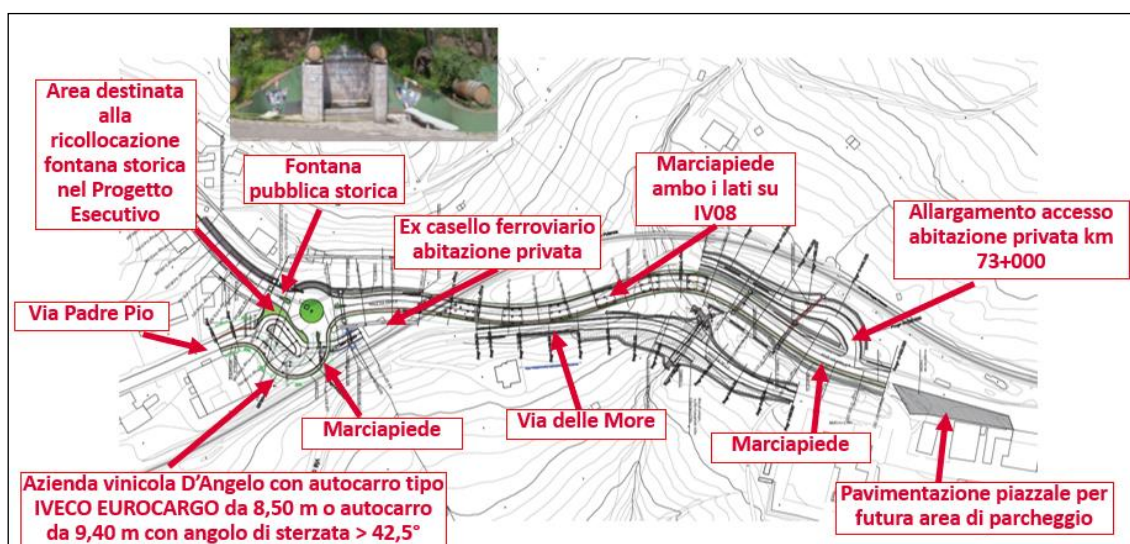 Area destinata
alla
ricollocazione
fontana storica
nel Progetto
Esecutivo
Fontana
pubblica storica
Ex casello ferroviario
abitazione privata
Marciapiede
ambo i lati su
IV08
Allargamento accesso
abitazione privata km
73+000
Via Padre Pio
Marciapiede
Via delle More
Marciapiede
Azienda vinicola D'Angelo con autocarro tipo
IVECO EUROCARGO da 8,50 m o autocarro
da 9,40 m con angolo di sterzata > 42,5°
Pavimentazione piazzale per
futura area di parcheggio